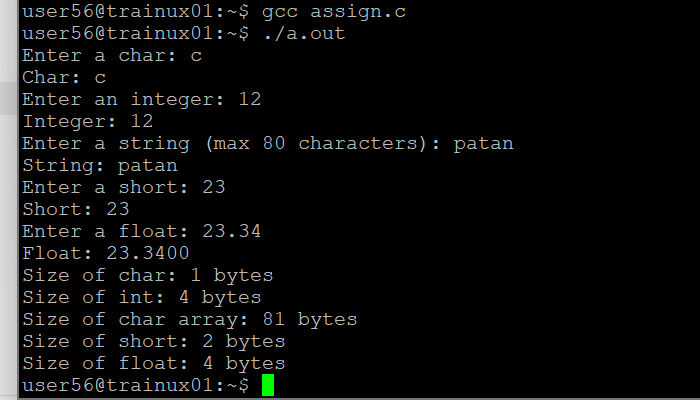 user56@trainux01:~$ gcc assign.c
user56@trainux01:~$ ./a.out
Enter a char: c
Char: c
Enter an integer: 12
Integer: 12
Enter a string (max 80 characters): patan
String: patan
Enter a short: 23
Short: 23
Enter a float: 23.34
Float: 23.3400
Size of char: 1 bytes
Size of int: 4 bytes
Size of char array: 81 bytes
Size of short: 2 bytes
Size of float: 4 bytes
user56@trainux01:~$